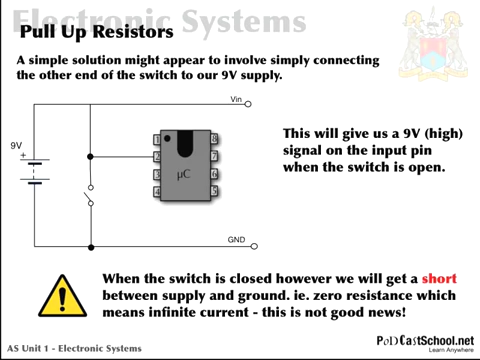 Electronic Systems
Pull Up Resistors
A simple solution might appear to involve simply connecting
the other end of the switch to our 9V supply.
Vin
9V
+
1
2
3
4
8
7
6
5
µC
This will give us a 9V (high)
signal on the input pin
when the switch is open.
GND
When the switch is closed however we will get a short
between supply and ground. ie. zero resistance which
means infinite current - this is not good news!
AS Unit 1 - Electronic Systems
PoDCastSchool.net
Learn Anywhere